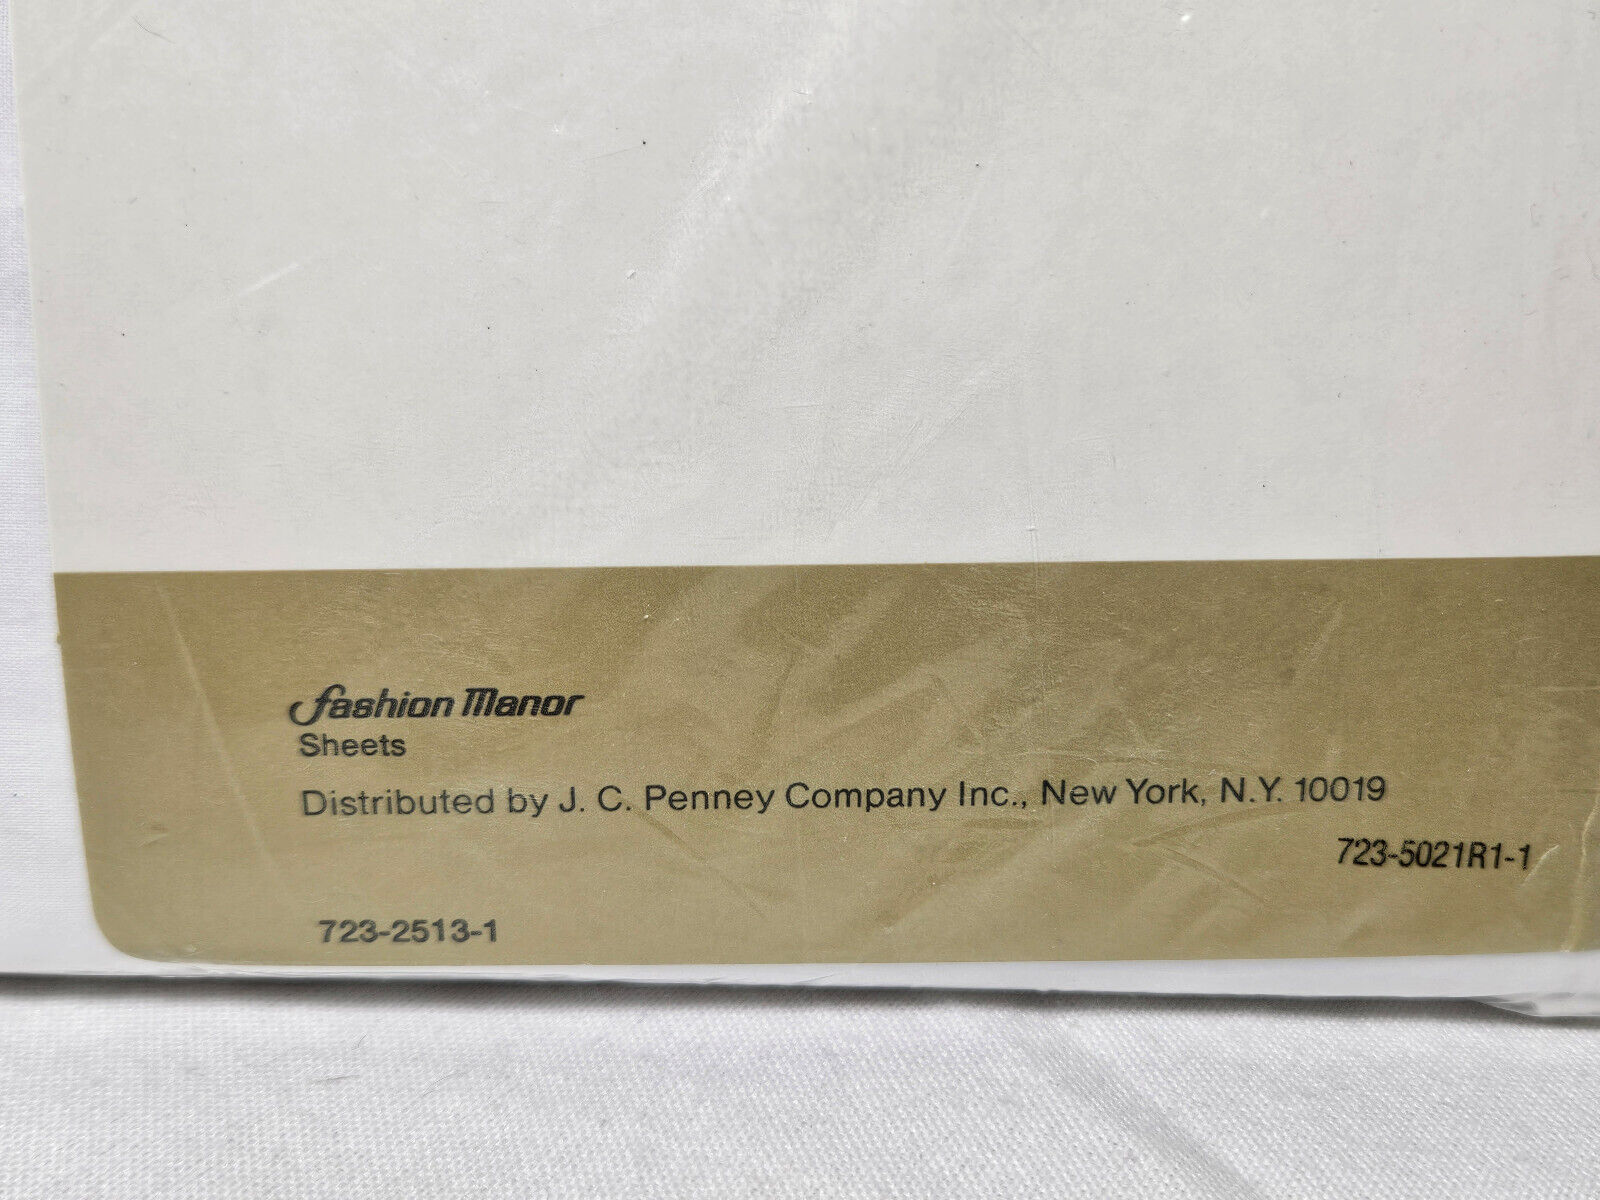 Fashion Manor
Sheets
Distributed by J. C. Penney Company Inc., New York, N.Y. 10019
723-5021R1-1
723-2513-1